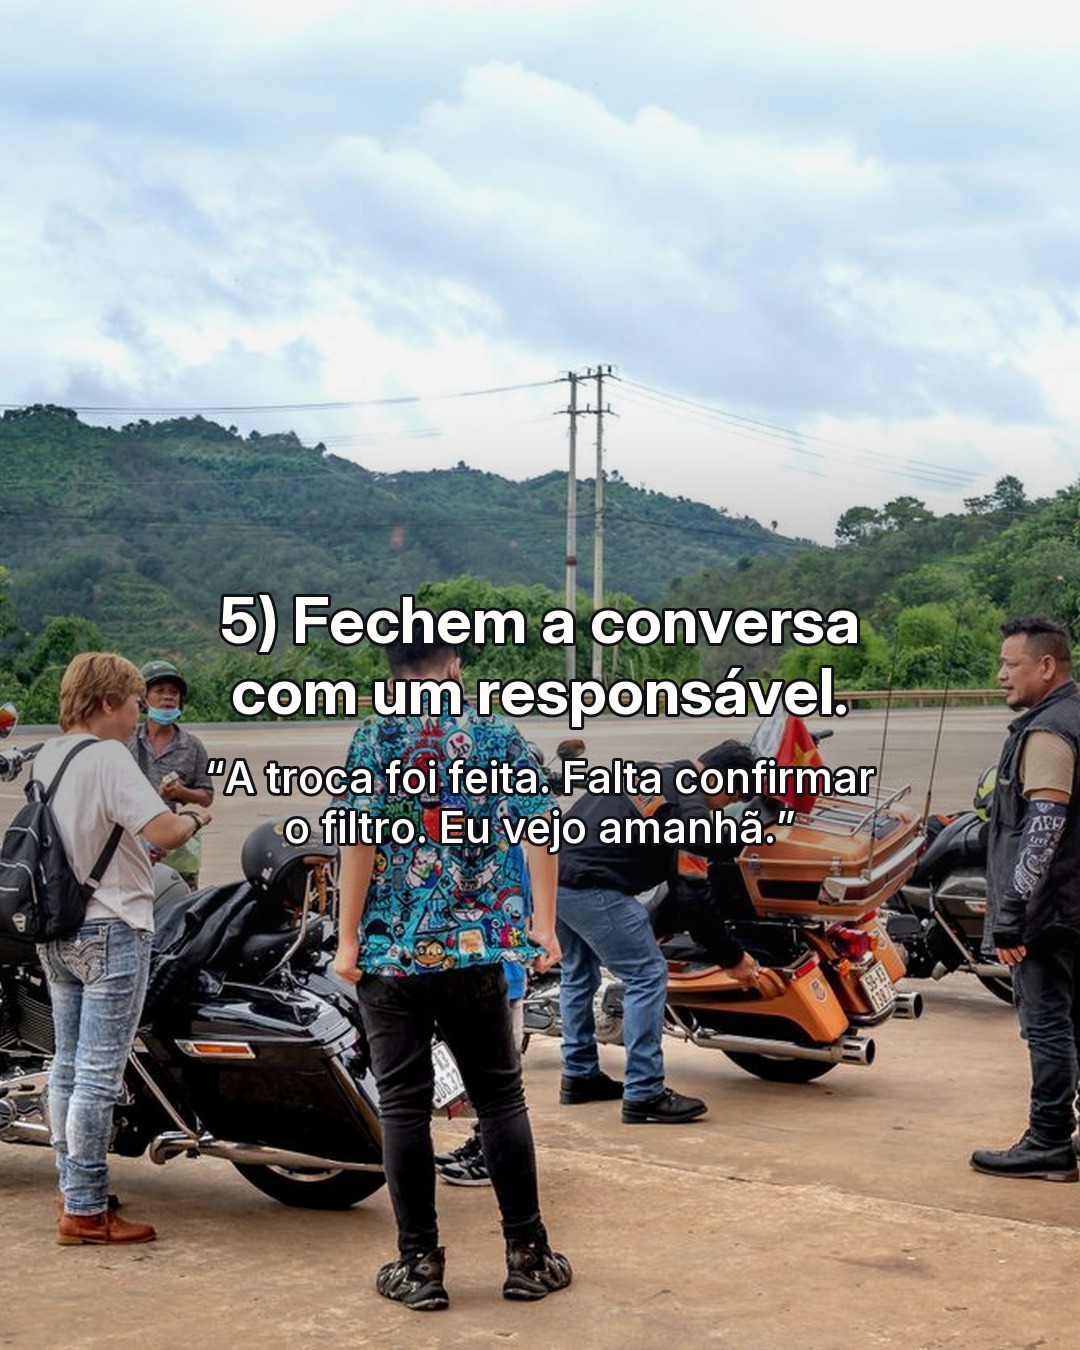 5) Fechem a conversa
com um responsável.
“A troca foi feita. Falta confirmar
o filtro. Eu vejo amanhã.”